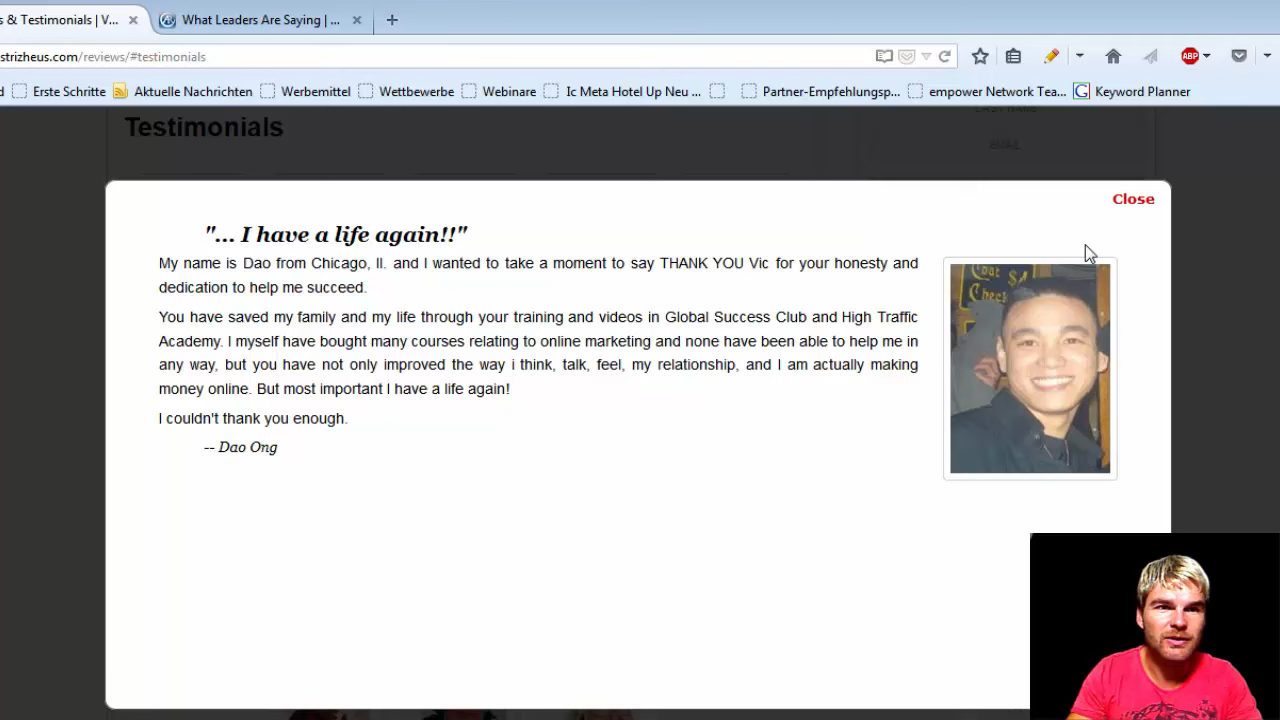 s & Testimonials | V...
What Leaders Are Saying | ...
strizheus.com/reviews/#testimonials
ABP
d Erste Schritte Aktuelle Nachrichten Werbemittel Wettbewerbe Webinare Ic Meta Hotel Up Neu ... Partner-Empfehlungsp... empower Network Tea... G Keyword Planner
Testimonials
EMAIL
Close
"... I have a life again!!"
My name is Dao from Chicago, Il. and I wanted to take a moment to say THANK YOU Vic for your honesty and
dedication to help me succeed.
You have saved my family and my life through your training and videos in Global Success Club and High Traffic
Academy. I myself have bought many courses relating to online marketing and none have been able to help me in
any way, but you have not only improved the way i think, talk, feel, my relationship, and I am actually making
money online. But most important I have a life again!
I couldn't thank you enough.
-- Dao Ong
Coat $4
Check